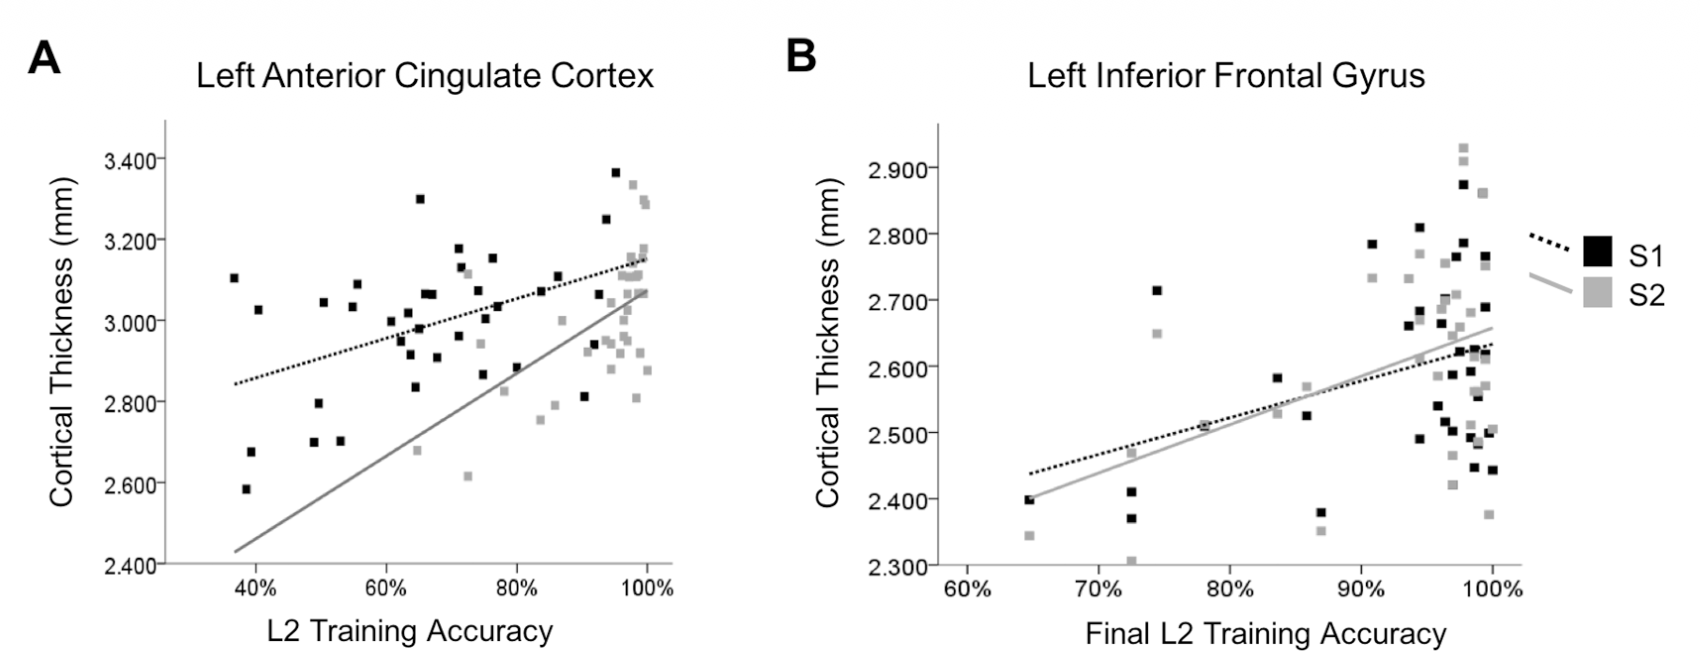 A
Left Anterior Cingulate Cortex
Cortical Thickness (mm)
3.400
3.200
3.000
2.800
2.600
2.400
40% 60% 80% 100%
L2 Training Accuracy
B
Left Inferior Frontal Gyrus
Cortical Thickness (mm)
2.900
2.800
2.700
2.600
2.500
2.400
2.300
60% 70% 80% 90% 100%
Final L2 Training Accuracy
S1
S2